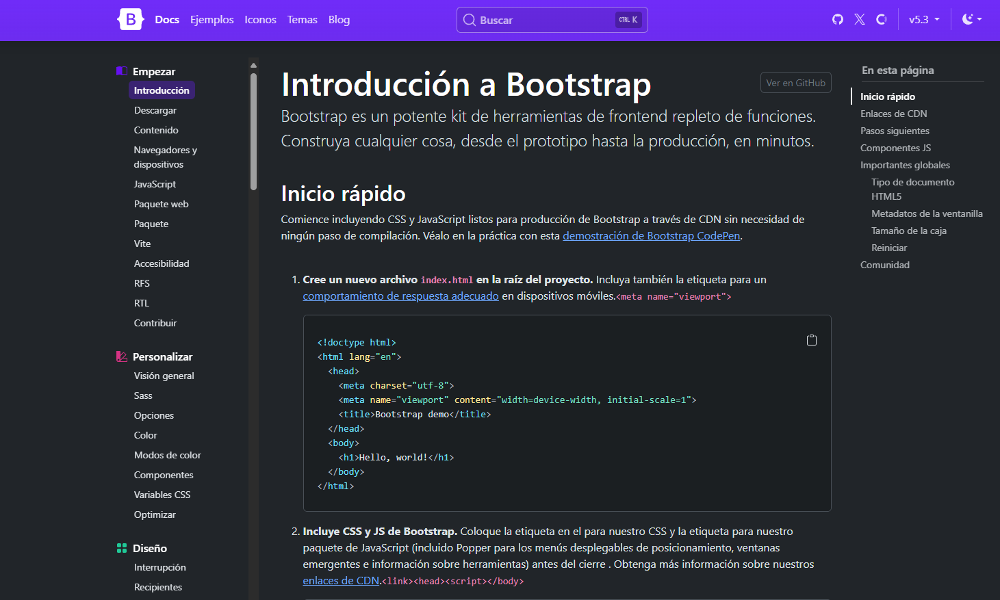 B Docs Ejemplos Iconos Temas Blog Buscar CTRL K v5.3
Empezar
Introducción
Descargar
Contenido
Navegadores y
dispositivos
JavaScript
Paquete web
Paquete
Vite
Accesibilidad
RFS
RTL
Contribuir
Personalizar
Visión general
Sass
Opciones
Color
Modos de color
Componentes
Variables CSS
Optimizar
Diseño
Interrupción
Recipientes
Introducción a Bootstrap
Ver en GitHub
Bootstrap es un potente kit de herramientas de frontend repleto de funciones.
Construya cualquier cosa, desde el prototipo hasta la producción, en minutos.
Inicio rápido
Comience incluyendo CSS y JavaScript listos para producción de Bootstrap a través de CDN sin necesidad de
ningún paso de compilación. Véalo en la práctica con esta demostración de Bootstrap CodePen.
1. Cree un nuevo archivo index.html en la raíz del proyecto. Incluya también la etiqueta para un
comportamiento de respuesta adecuado en dispositivos móviles.<meta name="viewport">
<!doctype html>
<html lang="en">
<head>
<meta charset="utf-8">
<meta name="viewport" content="width=device-width, initial-scale=1">
<title>Bootstrap demo</title>
</head>
<body>
<h1>Hello, world!</h1>
</body>
</html>
2. Incluye CSS y JS de Bootstrap. Coloque la etiqueta en el para nuestro CSS y la etiqueta para nuestro
paquete de JavaScript (incluido Popper para los menús desplegables de posicionamiento, ventanas
emergentes e información sobre herramientas) antes del cierre . Obtenga más información sobre nuestros
enlaces de CDN.<link><head><script></body>
En esta página
Inicio rápido
Enlaces de CDN
Pasos siguientes
Componentes JS
Importantes globales
Tipo de documento
HTML5
Metadatos de la ventanilla
Tamaño de la caja
Reiniciar
Comunidad